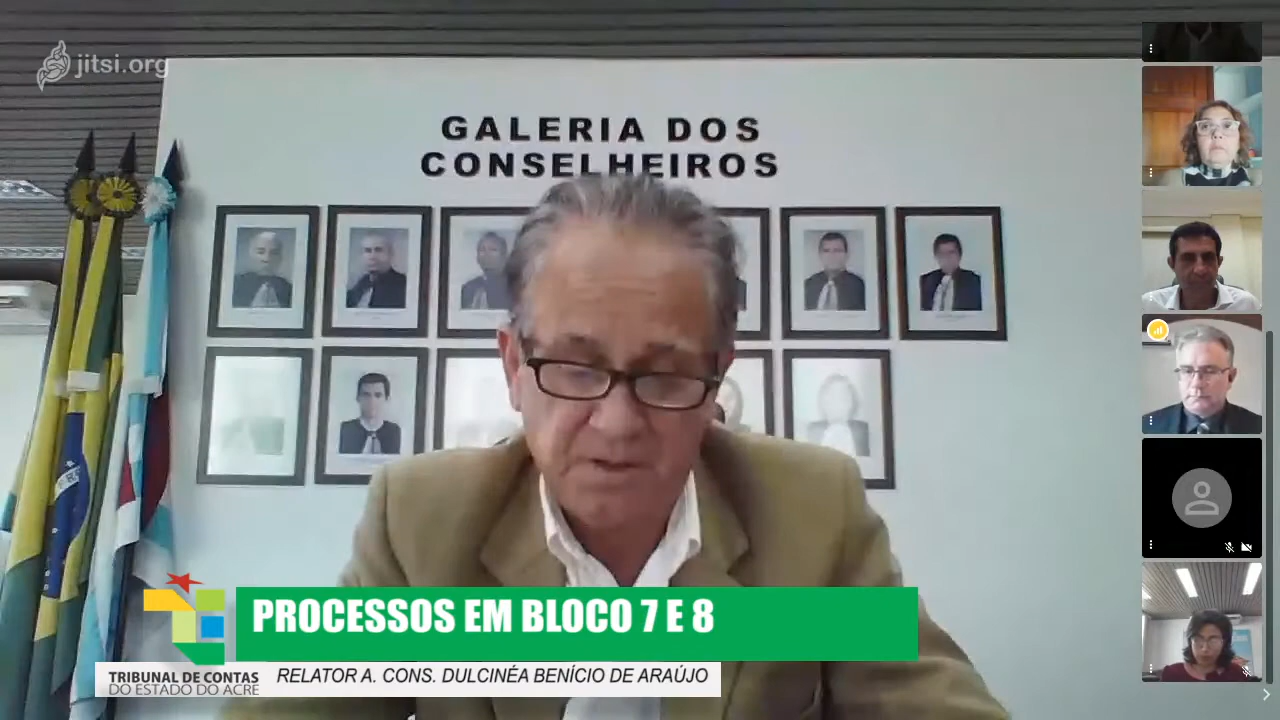 jitsi.org
GALERIA DOS
CONSELHEIROS
PROCESSOS EM BLOCO 7 E 8
RELATOR A. CONS. DULCINÉA BENÍCIO DE ARAÚJO
TRIBUNAL DE CONTAS
DO ESTADO DO ACRE